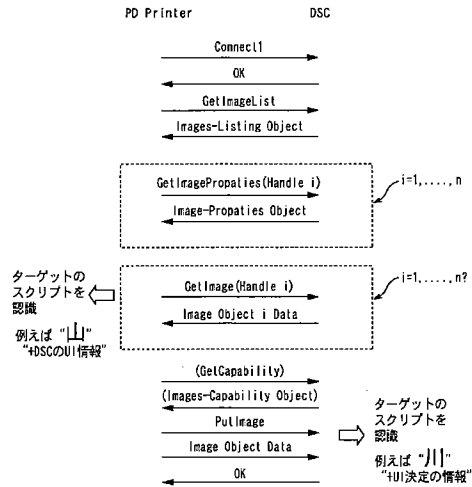 PD Printer
DSC
Connect1
OK
GetImageList
Images-Listing Object
GetImagePropaties(Handle i)
Image-Propaties Object
i=1,....,n
GetImage(Handle i)
Image Object i Data
i=1,....,n?
ターゲットの
スクリプトを
認識
例えば “山”
“+DSCのUI情報”
(GetCapability)
(Images-Capability Object)
PutImage
Image Object Data
OK
ターゲットの
スクリプトを
認識
例えば “川”
“+UI決定の情報”